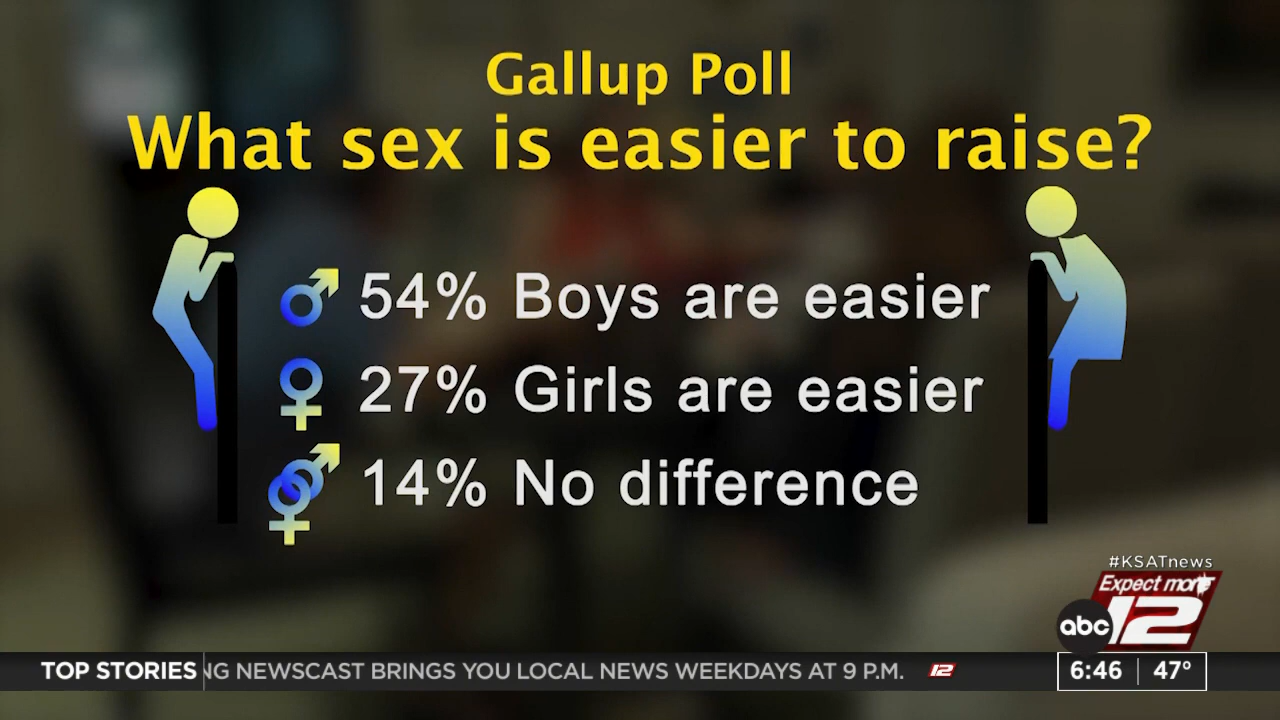 Gallup Poll
What sex is easier to raise?
54% Boys are easier
27% Girls are easier
14% No difference
#KSATnews
Expect more
abc 12
TOP STORIES NG NEWSCAST BRINGS YOU LOCAL NEWS WEEKDAYS AT 9 P.M. 12
6:46 47°